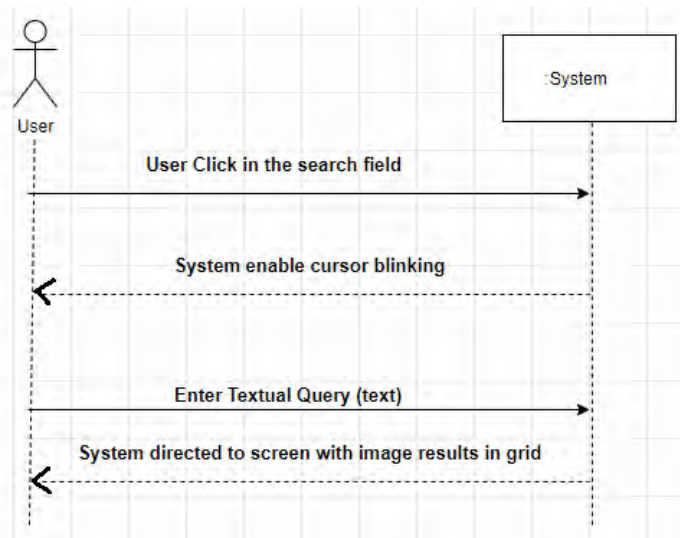 :System
User
User Click in the search field
System enable cursor blinking
Enter Textual Query (text)
System directed to screen with image results in grid